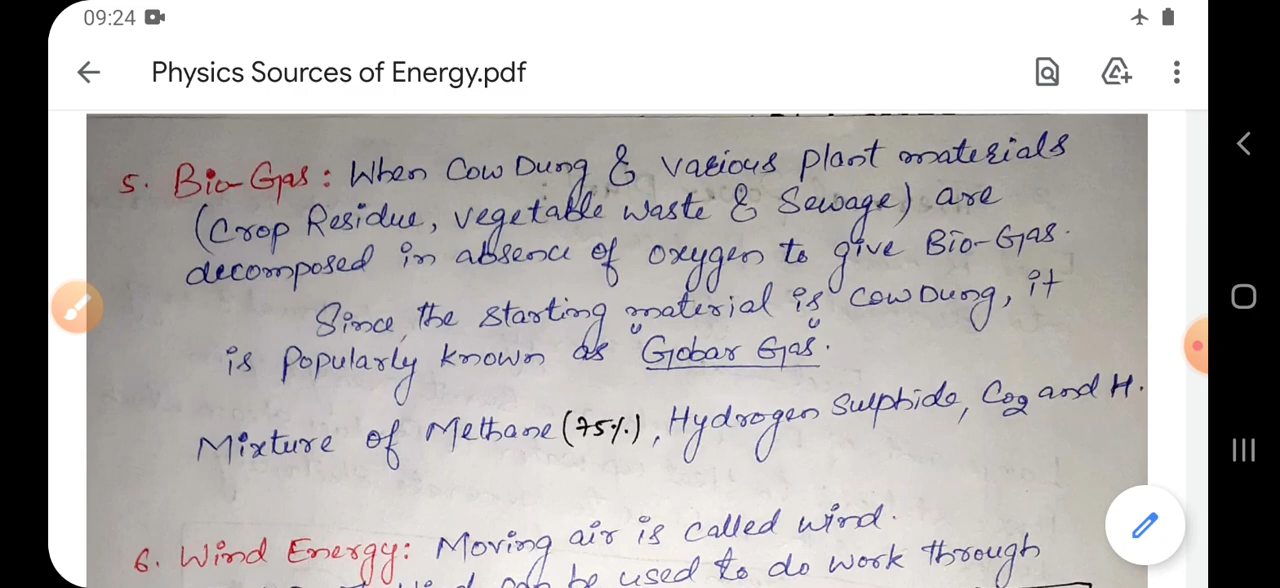 09:24
Physics Sources of Energy.pdf
5. Bio-Gas: When Cow Dung & various plant materials
(Crop Residue, vegetable waste & Sewage) are
decomposed in absence of oxygen to give Bio-Gas.
Since, the starting material is cow Dung, it
is popularly known as "Gobar Gas".
Mixture of Methane (75%), Hydrogen Sulphide, Co2 and H.
6. Wind Energy: Moving air is called wind.
be used to do work through